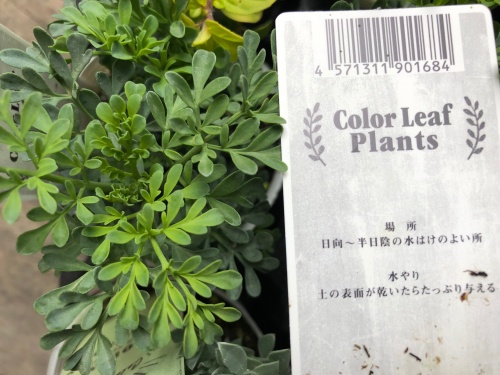 4 571311 901684
Color Leaf
Plants
場 所
日向～半日陰の水はけのよい所
水やり
土の表面が乾いたらたっぷり与える